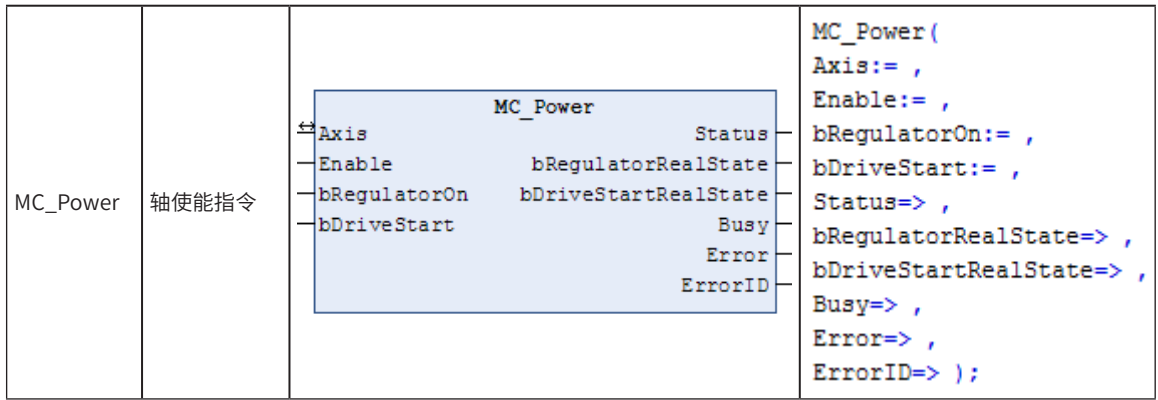 MC_Power
轴使能指令
MC_Power
Axis Status
Enable bRegulatorRealState
bRegulatorOn bDriveStartRealState
bDriveStart Busy
Error
ErrorID
MC_Power(
Axis:= ,
Enable:= ,
bRegulatorOn:= ,
bDriveStart:= ,
Status=> ,
bRegulatorRealState=> ,
bDriveStartRealState=> ,
Busy=> ,
Error=> ,
ErrorID=> );